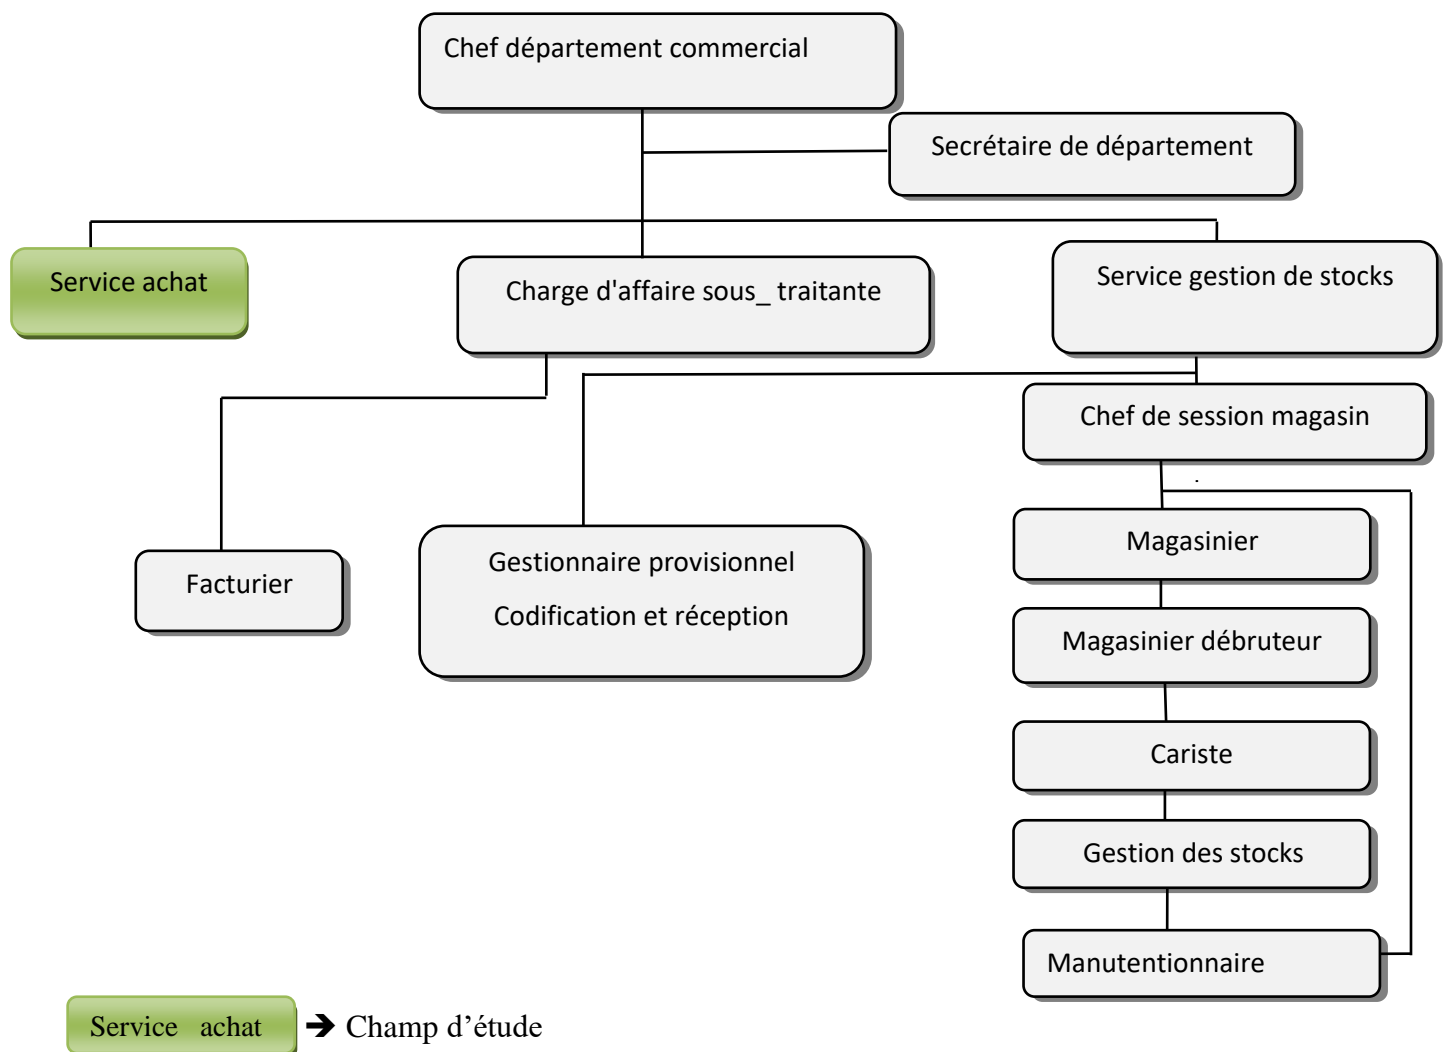 Chef département commercial
Secrétaire de département
Service achat
Charge d'affaire sous_ traitante
Service gestion de stocks
Chef de session magasin
.
Magasinier
Facturier
Gestionnaire provisionnel
Codification et réception
Magasinier débruteur
Cariste
Gestion des stocks
Manutentionnaire
Service achat ➔ Champ d’étude